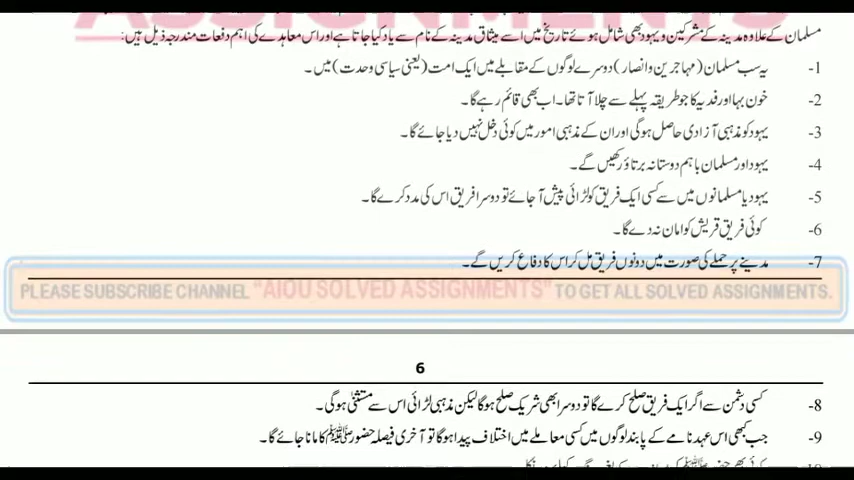 ASSIGNMENTS
مسلمان کے علاوہ مدینہ کے مشرکین و یہود بھی شامل ہوئے تاریخ میں اسے میثاق مدینہ کے نام سے یاد کیا جاتا ہے اور اس معاہدے کی اہم دفعات مندرجہ ذیل ہیں:
1- یہ سب مسلمان (مہاجرین و انصار) دوسرے لوگوں کے مقابلے میں ایک امت (یعنی سیاسی وحدت) ہیں۔
2- خون بہا اور فدیہ کا جو طریقہ پہلے سے چلا آتا تھا۔ اب بھی قائم رہے گا۔
3- یہود کو مذہبی آزادی حاصل ہوگی اور ان کے مذہبی امور میں کوئی دخل نہیں دیا جائے گا۔
4- یہود اور مسلمان باہم دوستانہ برتاؤ رکھیں گے۔
5- یہود یا مسلمانوں میں سے کسی ایک فریق کو لڑائی پیش آ جائے تو دوسرا فریق اس کی مدد کرے گا۔
6- کوئی فریق قریش کو امان نہ دے گا۔
7- مدینے پر حملے کی صورت میں دونوں فریق مل کر اس کا دفاع کریں گے۔
PLEASE SUBSCRIBE CHANNEL "AIOU SOLVED ASSIGNMENTS" TO GET ALL SOLVED ASSIGNMENTS.
6
8- کسی دشمن سے اگر ایک فریق صلح کرے گا تو دوسرا بھی شریک صلح ہوگا لیکن مذہبی لڑائی اس سے مستثنیٰ ہوگی۔
9- جب کبھی اس عہد نامے کے پابند لوگوں میں کسی معاملے میں اختلاف پیدا ہوگا تو آخری فیصلہ حضور ﷺ کا مانا جائے گا۔